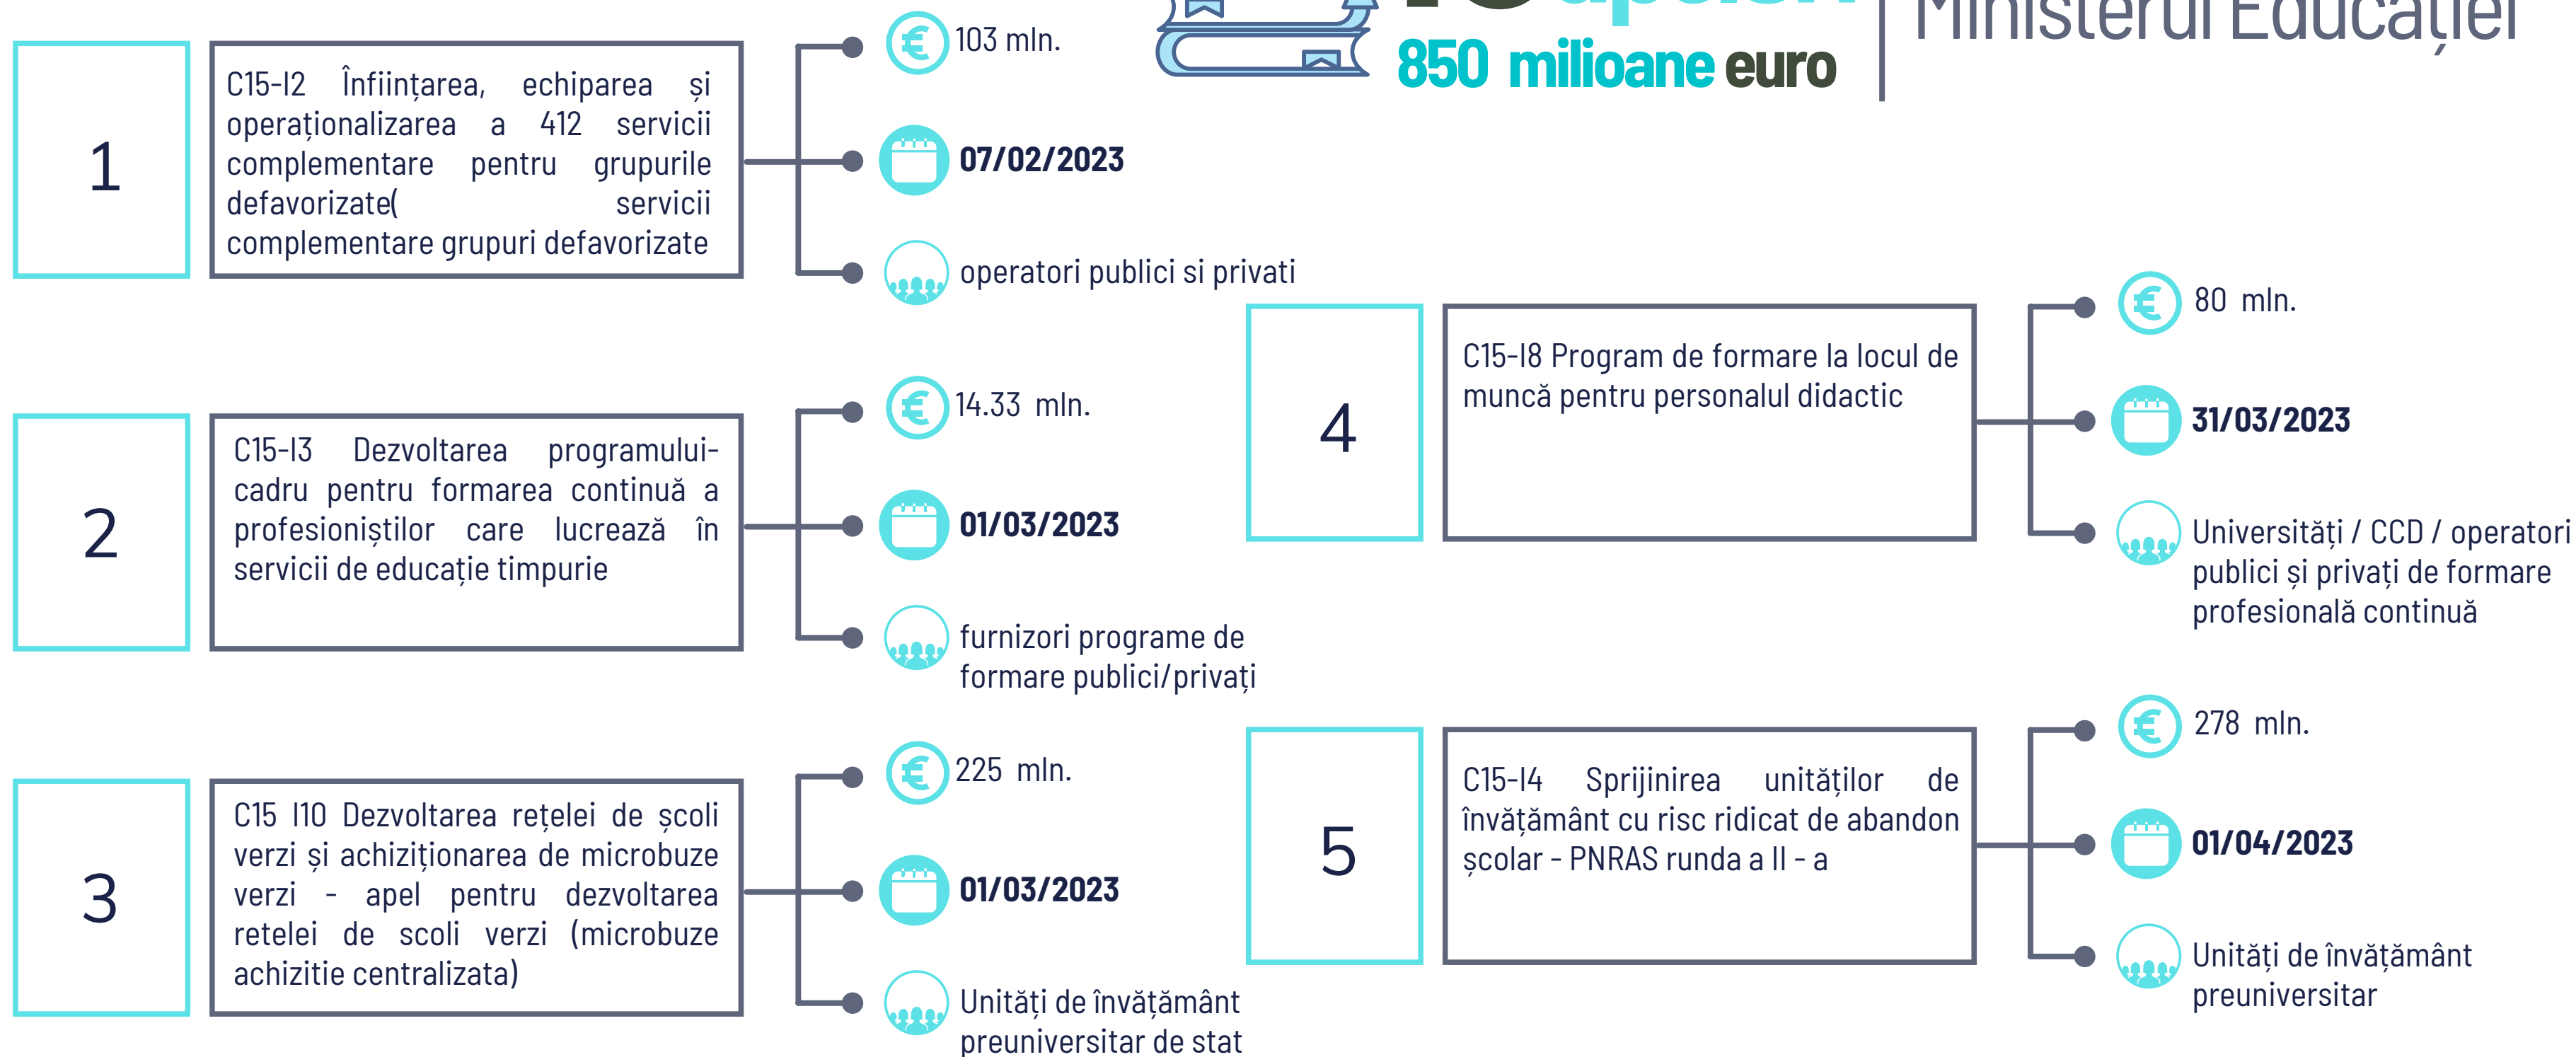 850 milioane euro
Ministerul Educației
1
C15-I2 Înființarea, echiparea și
operaționalizarea a 412 servicii
complementare pentru grupurile
defavorizate( servicii
complementare grupuri defavorizate
103 mln.
07/02/2023
operatori publici si privati
2
C15-I3 Dezvoltarea programului-
cadru pentru formarea continuă a
profesioniștilor care lucrează în
servicii de educație timpurie
14.33 mln.
01/03/2023
furnizori programe de
formare publici/privați
3
C15 I10 Dezvoltarea rețelei de școli
verzi și achiziționarea de microbuze
verzi - apel pentru dezvoltarea
retelei de scoli verzi (microbuze
achizitie centralizata)
225 mln.
01/03/2023
Unități de învățământ
preuniversitar de stat
4
C15-I8 Program de formare la locul de
muncă pentru personalul didactic
80 mln.
31/03/2023
Universități / CCD / operatori
publici și privați de formare
profesională continuă
5
C15-I4 Sprijinirea unităților de
învățământ cu risc ridicat de abandon
școlar - PNRAS runda a II - a
278 mln.
01/04/2023
Unități de învățământ
preuniversitar